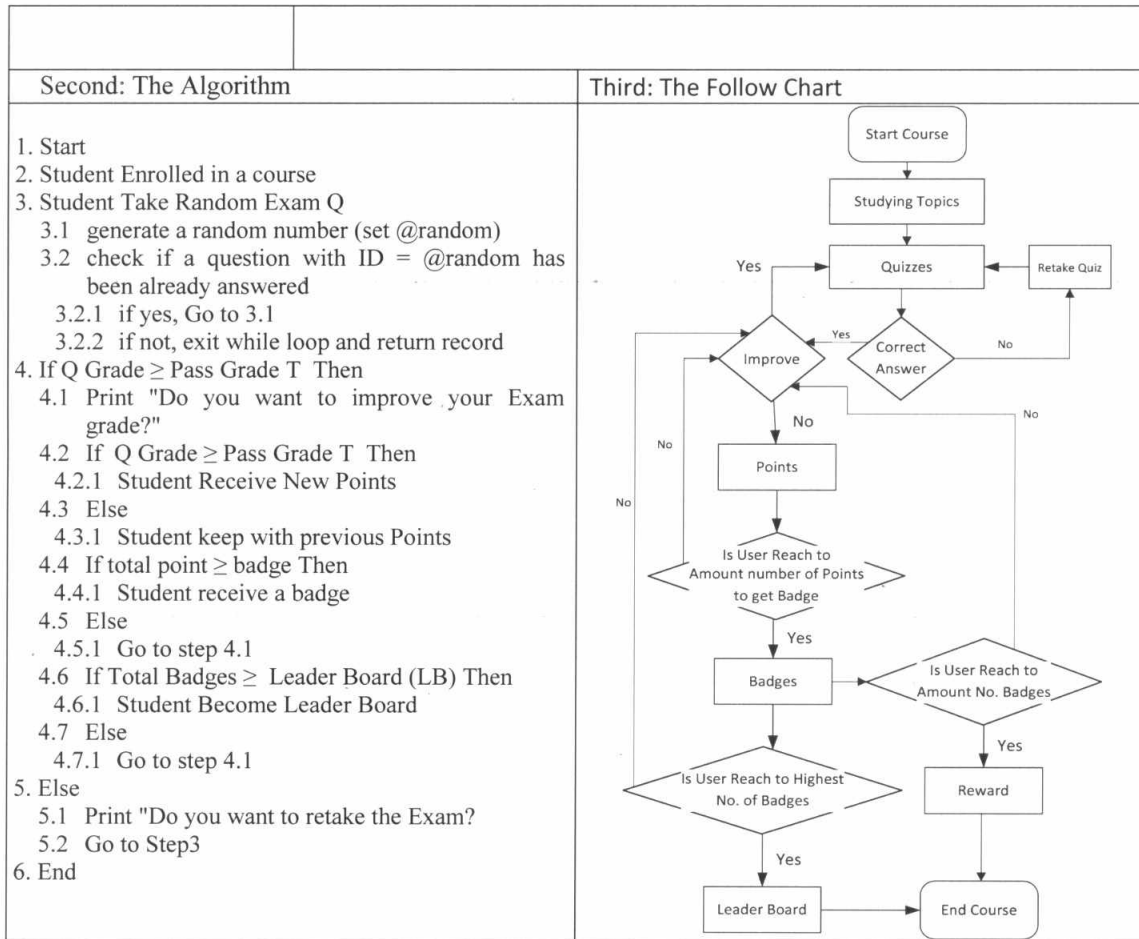 Second: The Algorithm
1. Start
2. Student Enrolled in a course
3. Student Take Random Exam Q
3.1 generate a random number (set @random)
3.2 check if a question with ID = @random has
been already answered
3.2.1 if yes, Go to 3.1
3.2.2 if not, exit while loop and return record
4. If Q Grade ≥ Pass Grade T Then
4.1 Print "Do you want to improve your Exam
grade?"
4.2 If Q Grade ≥ Pass Grade T Then
4.2.1 Student Receive New Points
4.3 Else
4.3.1 Student keep with previous Points
4.4 If total point ≥ badge Then
4.4.1 Student receive a badge
4.5 Else
4.5.1 Go to step 4.1
4.6 If Total Badges ≥ Leader Board (LB) Then
4.6.1 Student Become Leader Board
4.7 Else
4.7.1 Go to step 4.1
5. Else
5.1 Print "Do you want to retake the Exam?
5.2 Go to Step3
6. End
Third: The Follow Chart
Start Course
Studying Topics
Yes
Quizzes
Retake Quiz
Improve
Yes
Correct
Answer
No
No
No
No
Points
No
Is User Reach to
Amount number of Points
to get Badge
Yes
Badges
Is User Reach to
Amount No. Badges
Yes
Is User Reach to Highest
No. of Badges
Reward
Yes
Leader Board
End Course